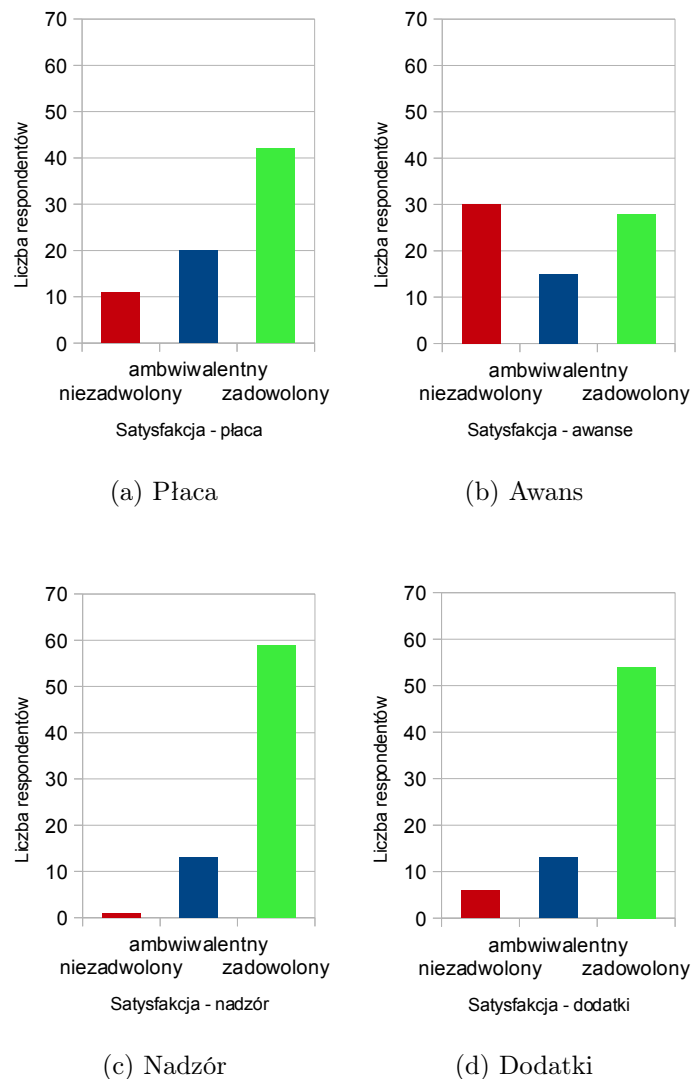 70
60
50
40
30
20
10
0
Liczba respondentów
ambwiwalentny
niezadwolony zadowolony
Satysfakcja - płaca
(a) Płaca
70
60
50
40
30
20
10
0
Liczba respondentów
ambwiwalentny
niezadwolony zadowolony
Satysfakcja - awanse
(b) Awans
70
60
50
40
30
20
10
0
Liczba respondentów
ambwiwalentny
niezadwolony zadowolony
Satysfakcja - nadzór
(c) Nadzór
70
60
50
40
30
20
10
0
Liczba respondentów
ambwiwalentny
niezadwolony zadowolony
Satysfakcja - dodatki
(d) Dodatki